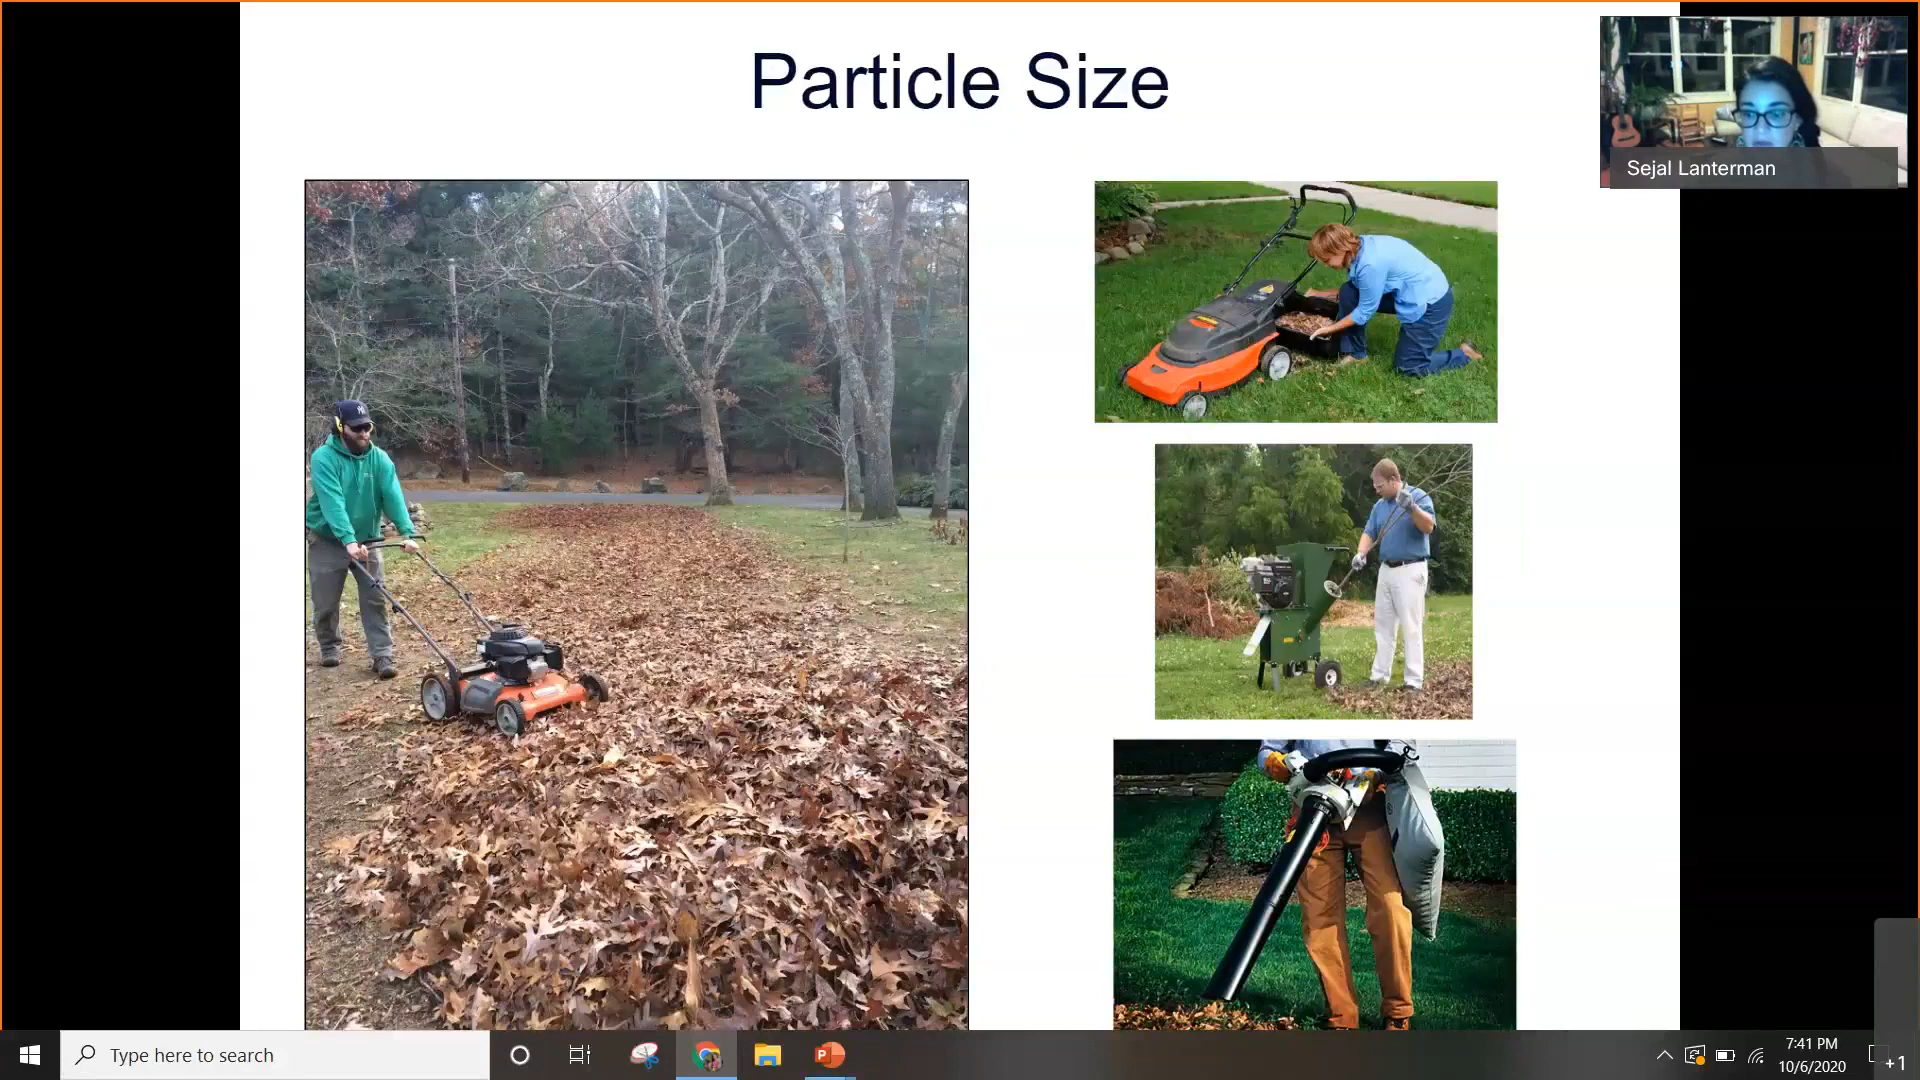 Particle Size
Sejal Lanterman
Type here to search
7:41 PM
10/6/2020
+1